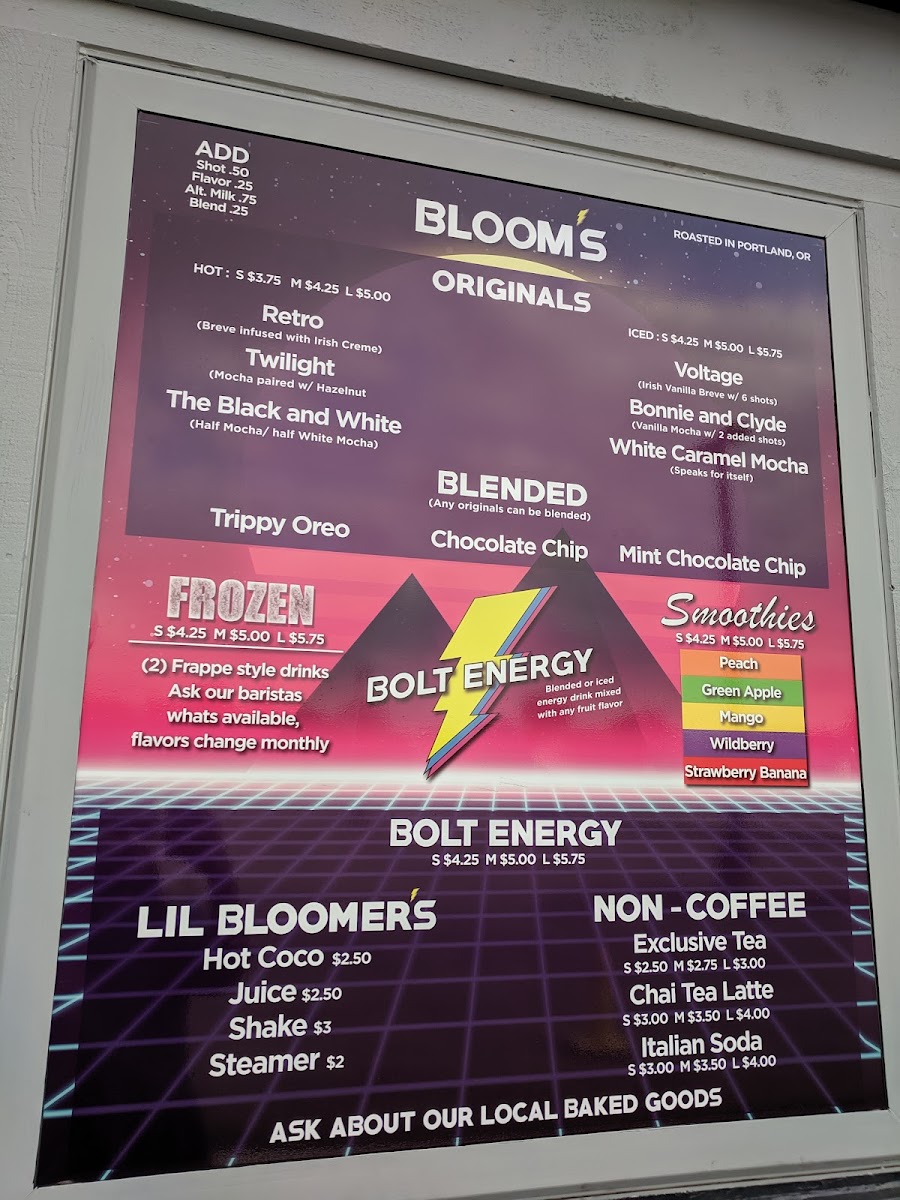 ADD
Shot .50
Flavor .25
Alt. Milk .75
Blend .25
BLOOM'S
ROASTED IN PORTLAND, OR
ORIGINALS
HOT : S $3.75 M $4.25 L $5.00
Retro
(Breve infused with Irish Creme)
Twilight
(Mocha paired w/ Hazelnut
The Black and White
(Half Mocha/ half White Mocha)
ICED : S $4.25 M $5.00 L $5.75
Voltage
(Irish Vanilla Breve w/ 6 shots)
Bonnie and Clyde
(Vanilla Mocha w/ 2 added shots)
White Caramel Mocha
(Speaks for itself)
BLENDED
(Any originals can be blended)
Trippy Oreo
Chocolate Chip
Mint Chocolate Chip
FROZEN
S $4.25 M $5.00 L $5.75
(2) Frappe style drinks
Ask our baristas
whats available,
flavors change monthly
BOLT ENERGY
Blended or iced
energy drink mixed
with any fruit flavor
Smoothies
S $4.25 M $5.00 L $5.75
Peach
Green Apple
Mango
Wildberry
Strawberry Banana
BOLT ENERGY
S $4.25 M $5.00 L $5.75
LIL BLOOMER'S
Hot Coco $2.50
Juice $2.50
Shake $3
Steamer $2
NON - COFFEE
Exclusive Tea
S $2.50 M $2.75 L $3.00
Chai Tea Latte
S $3.00 M $3.50 L $4.00
Italian Soda
S $3.00 M $3.50 L $4.00
ASK ABOUT OUR LOCAL BAKED GOODS